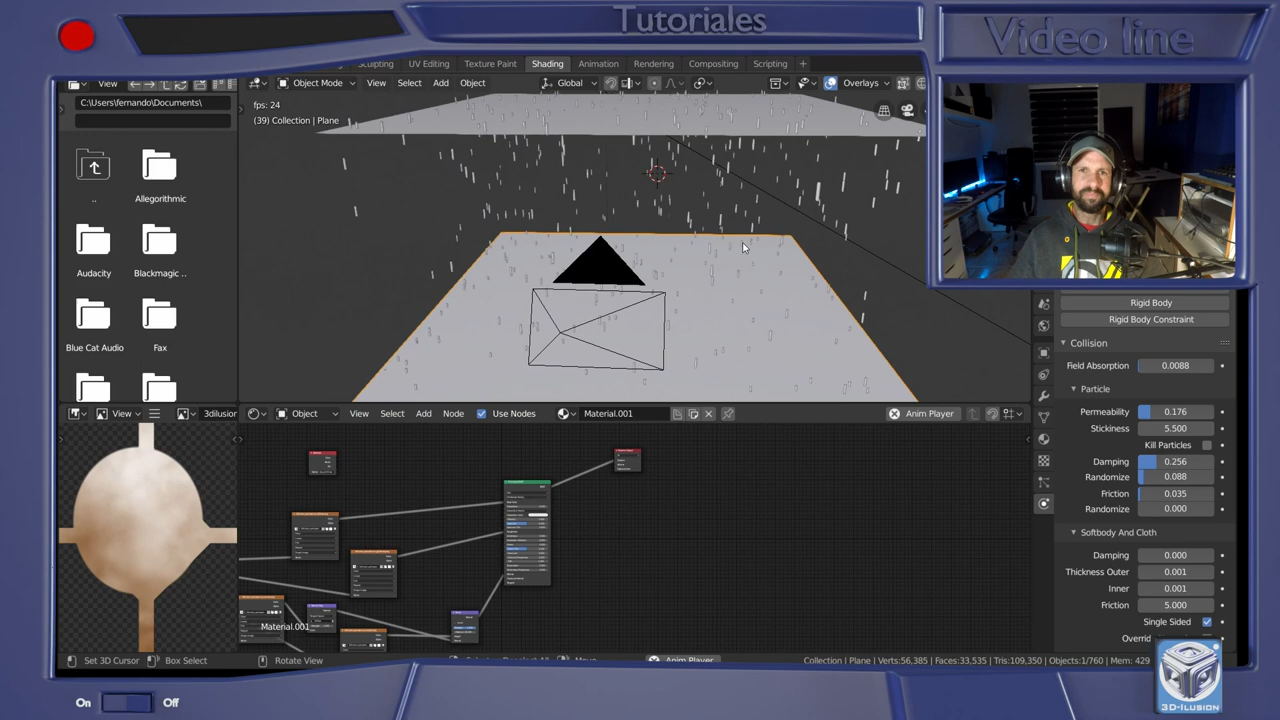 Tutoriales
Video line
View
Sculpting
UV Editing
Texture Paint
Shading
Animation
Rendering
Compositing
Scripting
+
Object Mode
View
Select
Add
Object
Global
Overlays
C:\Users\fernando\Documents\
fps: 24
(39) Collection | Plane
..
Allegorithmic
Audacity
Blackmagic ..
Blue Cat Audio
Fax
Rigid Body
Rigid Body Constraint
Collision
Field Absorption 0.0088
Particle
Permeability 0.176
Stickiness 5.500
Kill Particles
Damping 0.256
Randomize 0.088
Friction 0.035
Randomize 0.000
Softbody And Cloth
Damping 0.000
Thickness Outer 0.001
Inner 0.001
Friction 5.000
Single Sided
Override
View
3dilusion
Object
View
Select
Add
Node
Use Nodes
Material.001
Anim Player
Material.001
Set 3D Cursor
Box Select
Rotate View
Move
Anim Player
Collection | Plane | Verts:56,385 | Faces:33,535 | Tris:109,350 | Objects:1/760 | Mem: 429
On
Off
3D-ILUSION